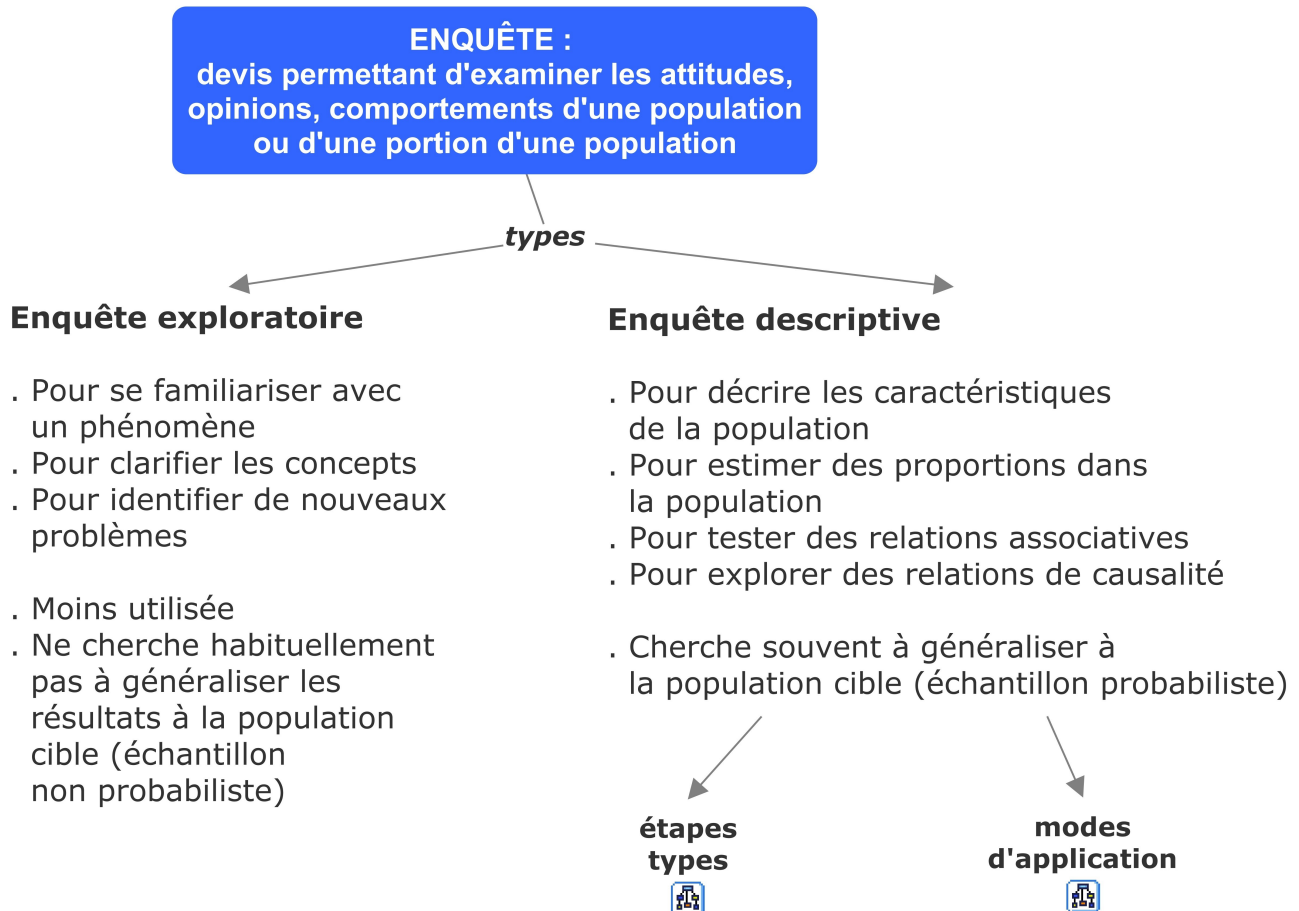 ENQUÊTE :
devis permettant d'examiner les attitudes,
opinions, comportements d'une population
ou d'une portion d'une population
types
Enquête exploratoire
. Pour se familiariser avec
un phénomène
. Pour clarifier les concepts
. Pour identifier de nouveaux
problèmes
. Moins utilisée
. Ne cherche habituellement
pas à généraliser les
résultats à la population
cible (échantillon
non probabiliste)
Enquête descriptive
. Pour décrire les caractéristiques
de la population
. Pour estimer des proportions dans
la population
. Pour tester des relations associatives
. Pour explorer des relations de causalité
. Cherche souvent à généraliser à
la population cible (échantillon probabiliste)
étapes
types
modes
d'application